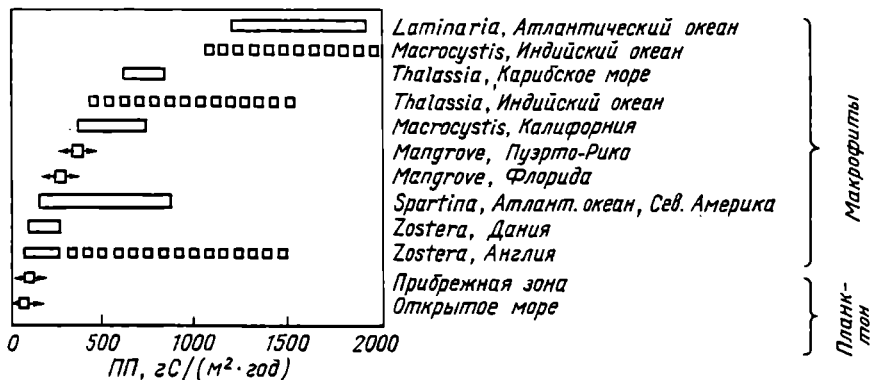 Laminaria, Атлантический океан
Macrocystis, Индийский океан
Thalassia, Карибское море
Thalassia, Индийский океан
Macrocystis, Калифорния
Mangrove, Пуэрто-Рико
Mangrove, Флорида
Spartina, Атлант. океан, Сев. Америка
Zostera, Дания
Zostera, Англия
Прибрежная зона
Открытое море
Макрофиты
Планк-
тон
0 500 1000 1500 2000
ПП, гС/(м²·год)